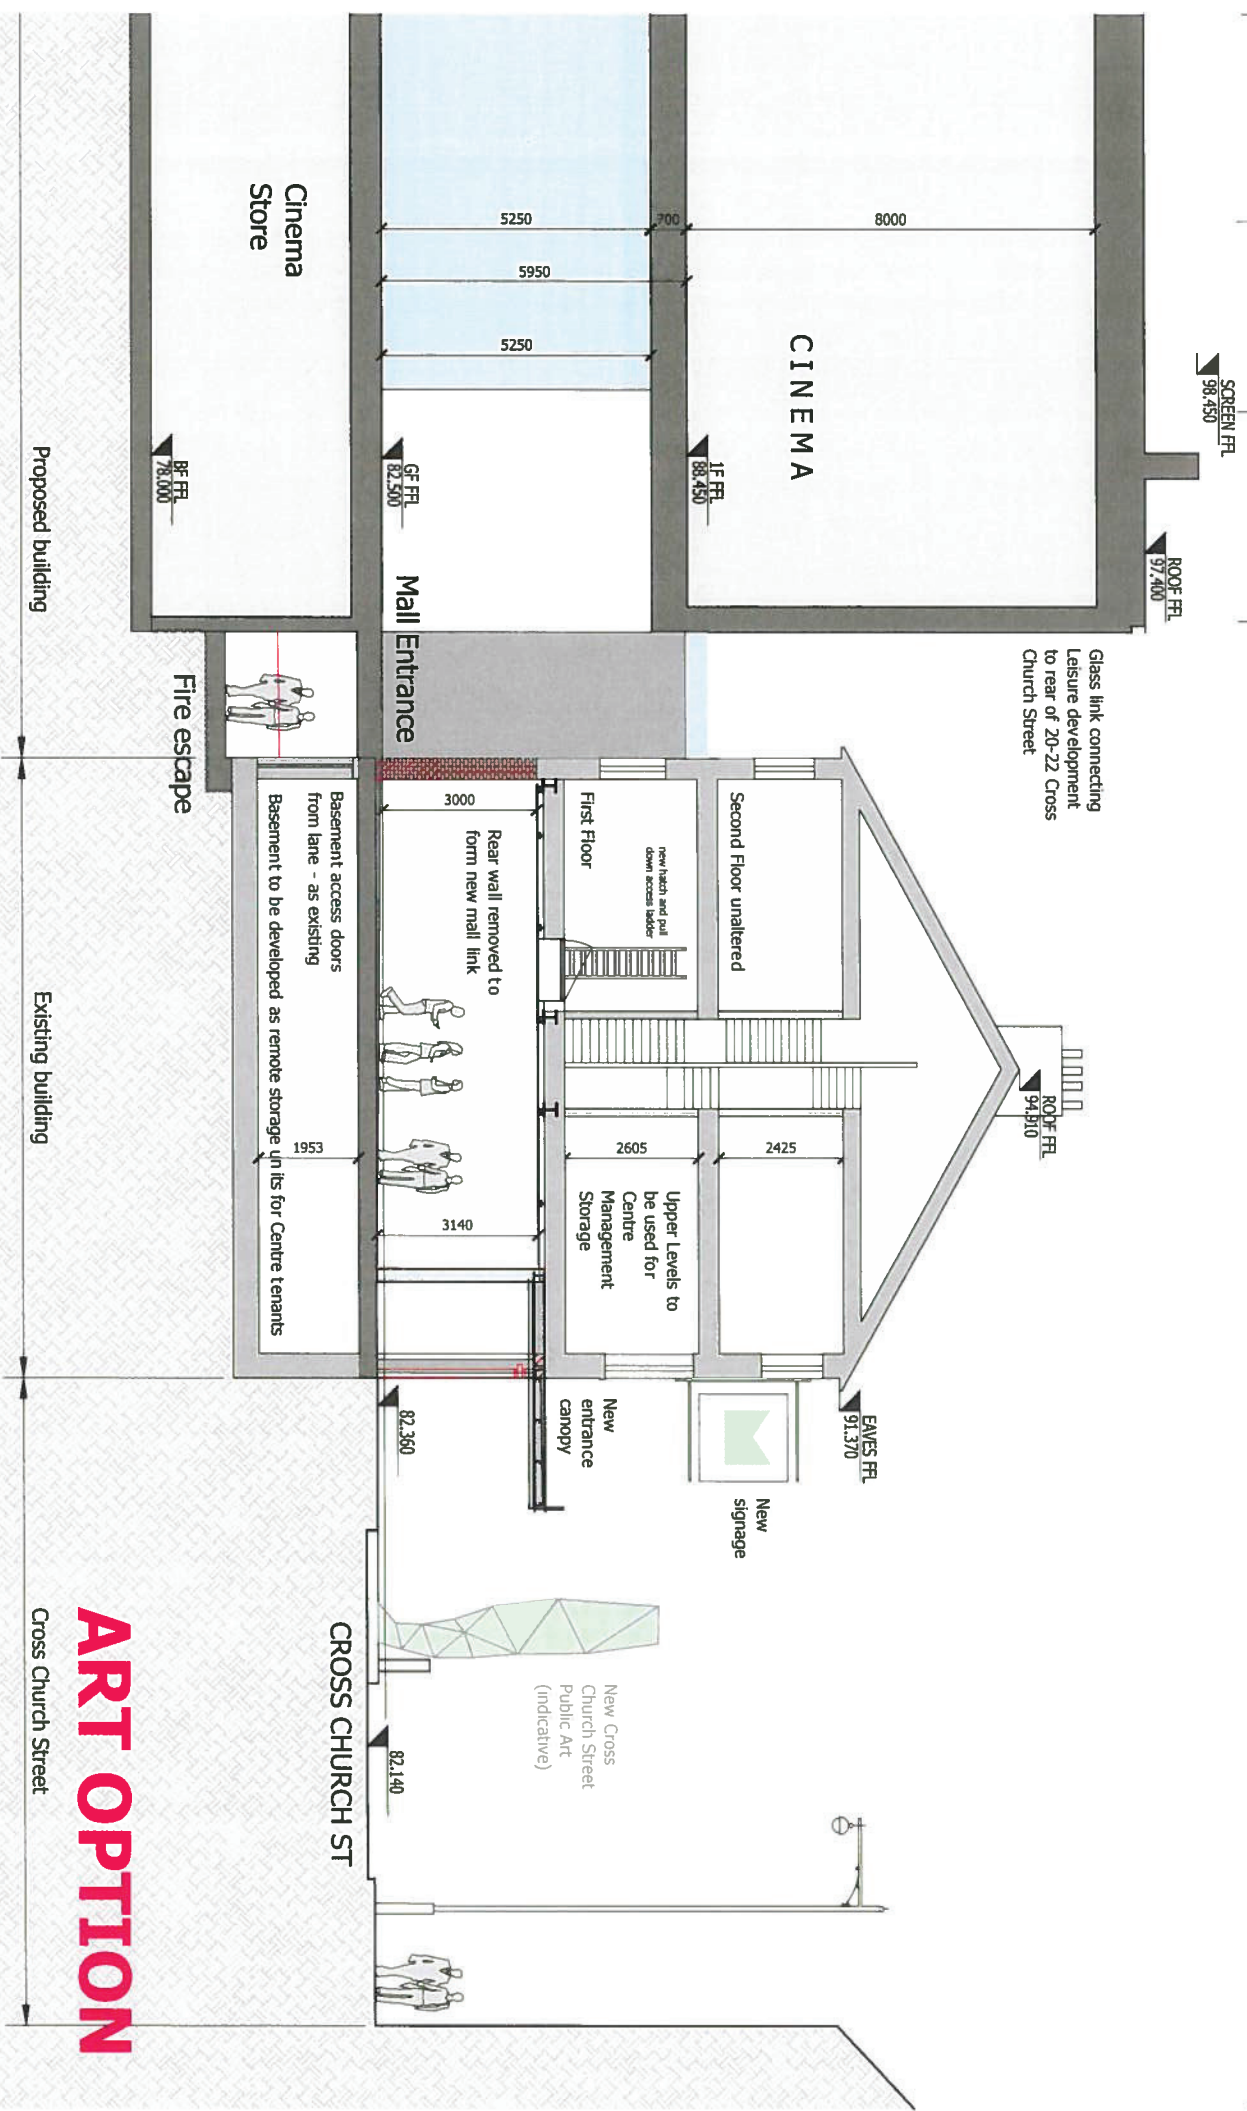 SCREEN FFL
98.450
ROOF FFL
97.400
Glass link connecting
Leisure development
to rear of 20-22 Cross
Church Street
ROOF FFL
94.910
CINEMA
8000
1F FFL
88.450
700
5250
5950
5250
GF FFL
82.500
Mall Entrance
Cinema
Store
BF FFL
78.000
Fire escape
Second Floor unaltered
2425
First Floor
new hatch and pull
down access ladder
2605
Upper Levels to
be used for
Centre
Management
Storage
3000
Rear wall removed to
form new mall link
3140
Basement access doors
from lane - as existing
Basement to be developed as remote storage un its for Centre tenants
1953
EAVES FFL
91.370
New
signage
New
entrance
canopy
82.360
New Cross
Church Street
Public Art
(indicative)
82.140
CROSS CHURCH ST
Proposed building
Existing building
Cross Church Street
ART OPTION